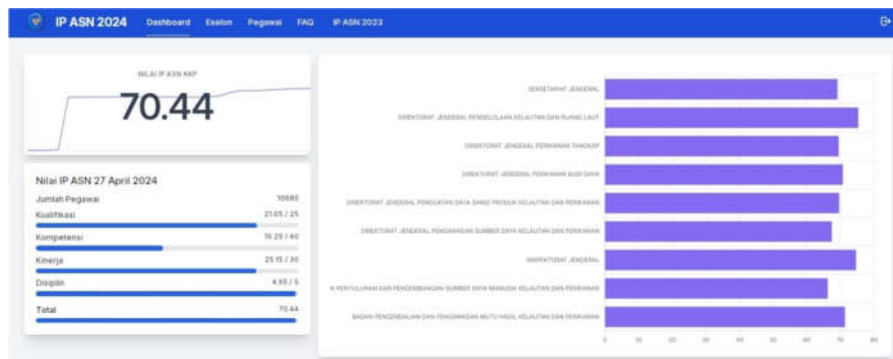 IP ASN 2024 Dashboard Esalon Pegawai FAQ IP ASN 2023
NILAI IP ASN KKP
70.44
Nilai IP ASN 27 April 2024
Jumlah Pegawai 10680
Kualifikasi 21.05 / 25
Kompetensi 19.29 / 40
Kinerja 25.15 / 30
Disiplin 4.95 / 5
Total 70.44
SEKRETARIAT JENDERAL
DIREKTORAT JENDERAL PENGELOLAAN KELAUTAN DAN RUANG LAUT
DIREKTORAT JENDERAL PERIKANAN TANGKAP
DIREKTORAT JENDERAL PERIKANAN BUDI DAYA
DIREKTORAT JENDERAL PENGUATAN DAYA SAING PRODUK KELAUTAN DAN PERIKANAN
DIREKTORAT JENDERAL PENGAWASAN SUMBER DAYA KELAUTAN DAN PERIKANAN
INSPEKTORAT JENDERAL
N PENYULUHAN DAN PENGEMBANGAN SUMBER DAYA MANUSIA KELAUTAN DAN PERIKANAN
BADAN PENGENDALIAN DAN PENGAWASAN MUTU HASIL KELAUTAN DAN PERIKANAN
0 10 20 30 40 50 60 70 80